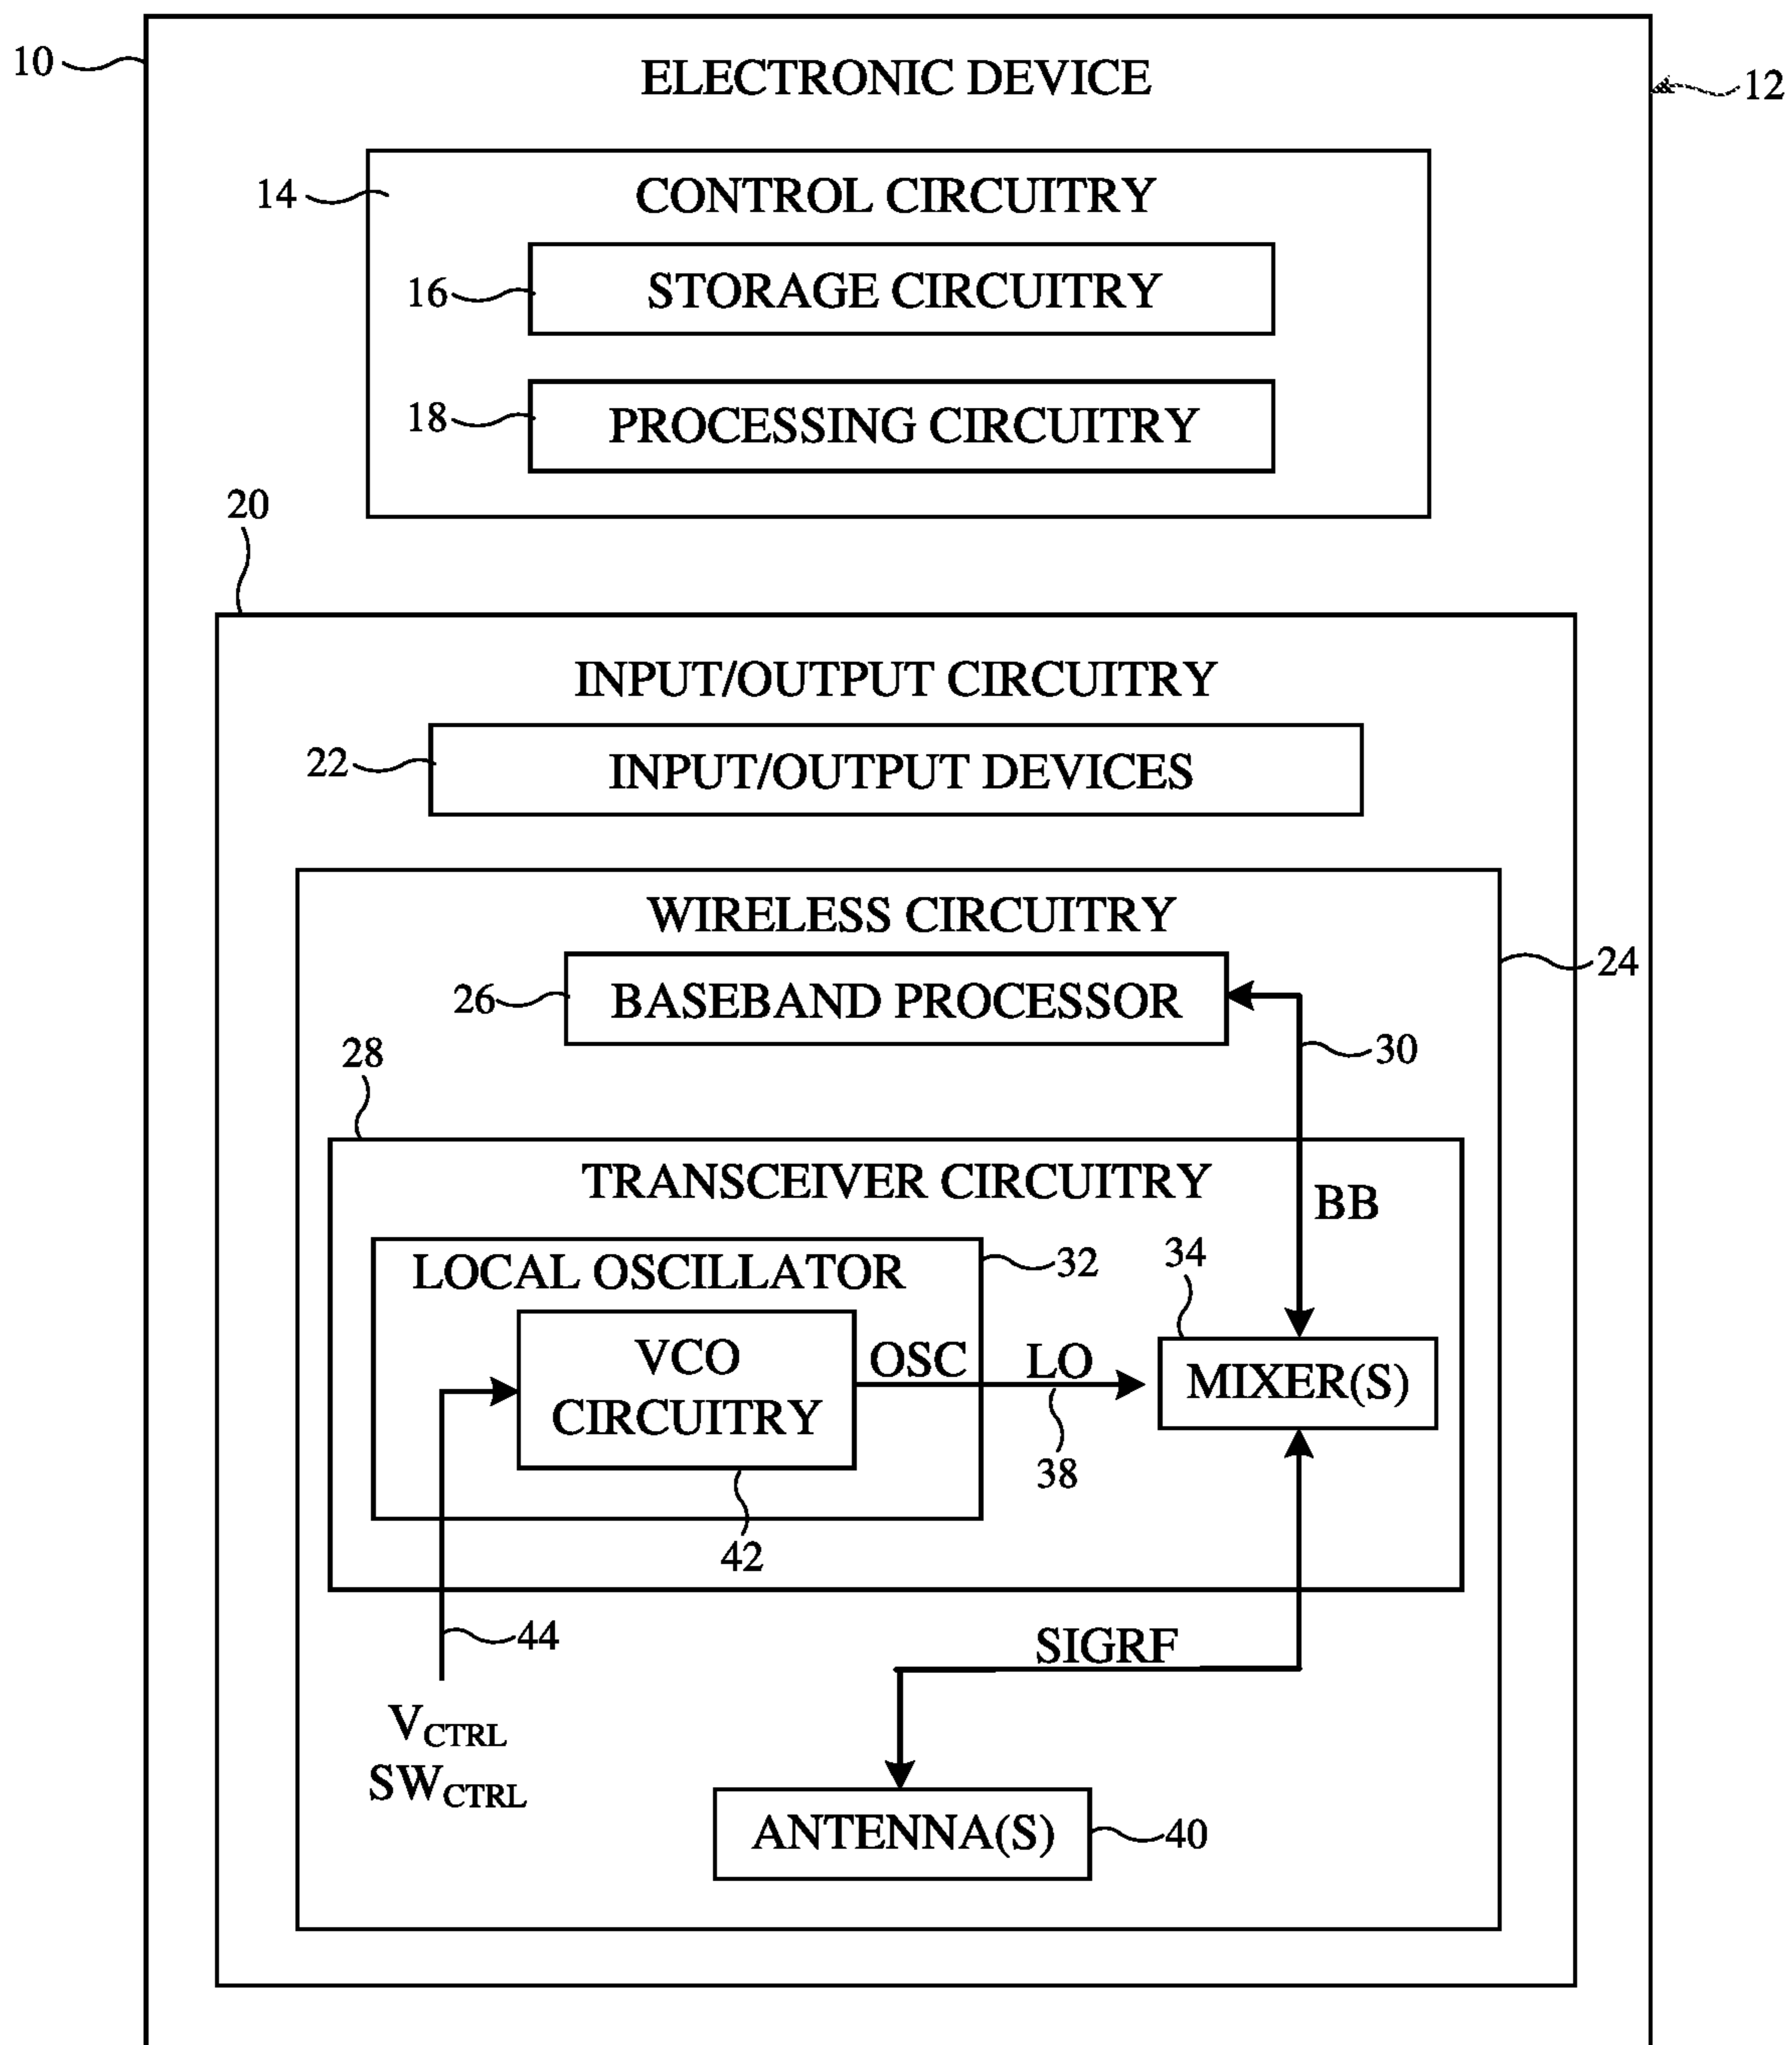 10
ELECTRONIC DEVICE
12
14
CONTROL CIRCUITRY
16
STORAGE CIRCUITRY
18
PROCESSING CIRCUITRY
20
INPUT/OUTPUT CIRCUITRY
22
INPUT/OUTPUT DEVICES
WIRELESS CIRCUITRY
24
26
BASEBAND PROCESSOR
30
28
TRANSCEIVER CIRCUITRY
BB
LOCAL OSCILLATOR
32
34
VCO
CIRCUITRY
OSC
LO
MIXER(S)
38
42
44
SIGRF
VCTRL
SWCTRL
ANTENNA(S)
40